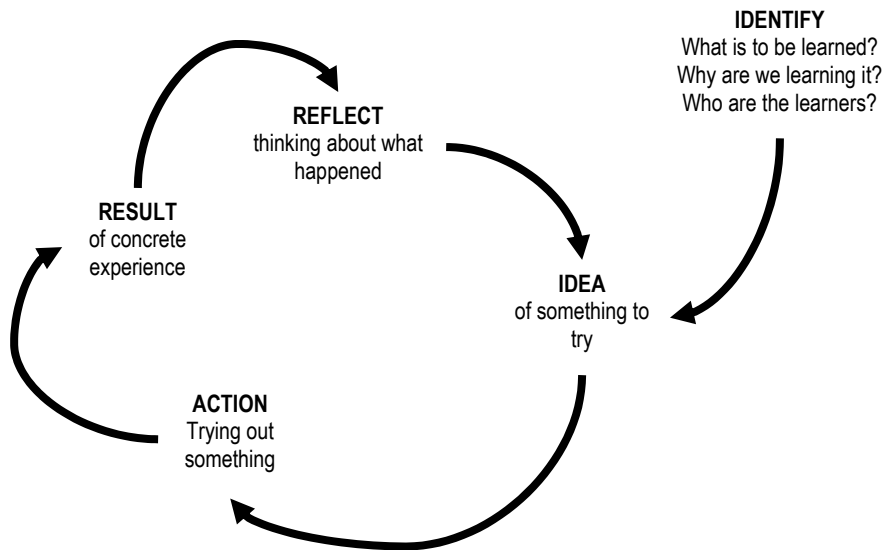 IDENTIFY
What is to be learned?
Why are we learning it?
Who are the learners?
REFLECT
thinking about what
happened
RESULT
of concrete
experience
IDEA
of something to
try
ACTION
Trying out
something